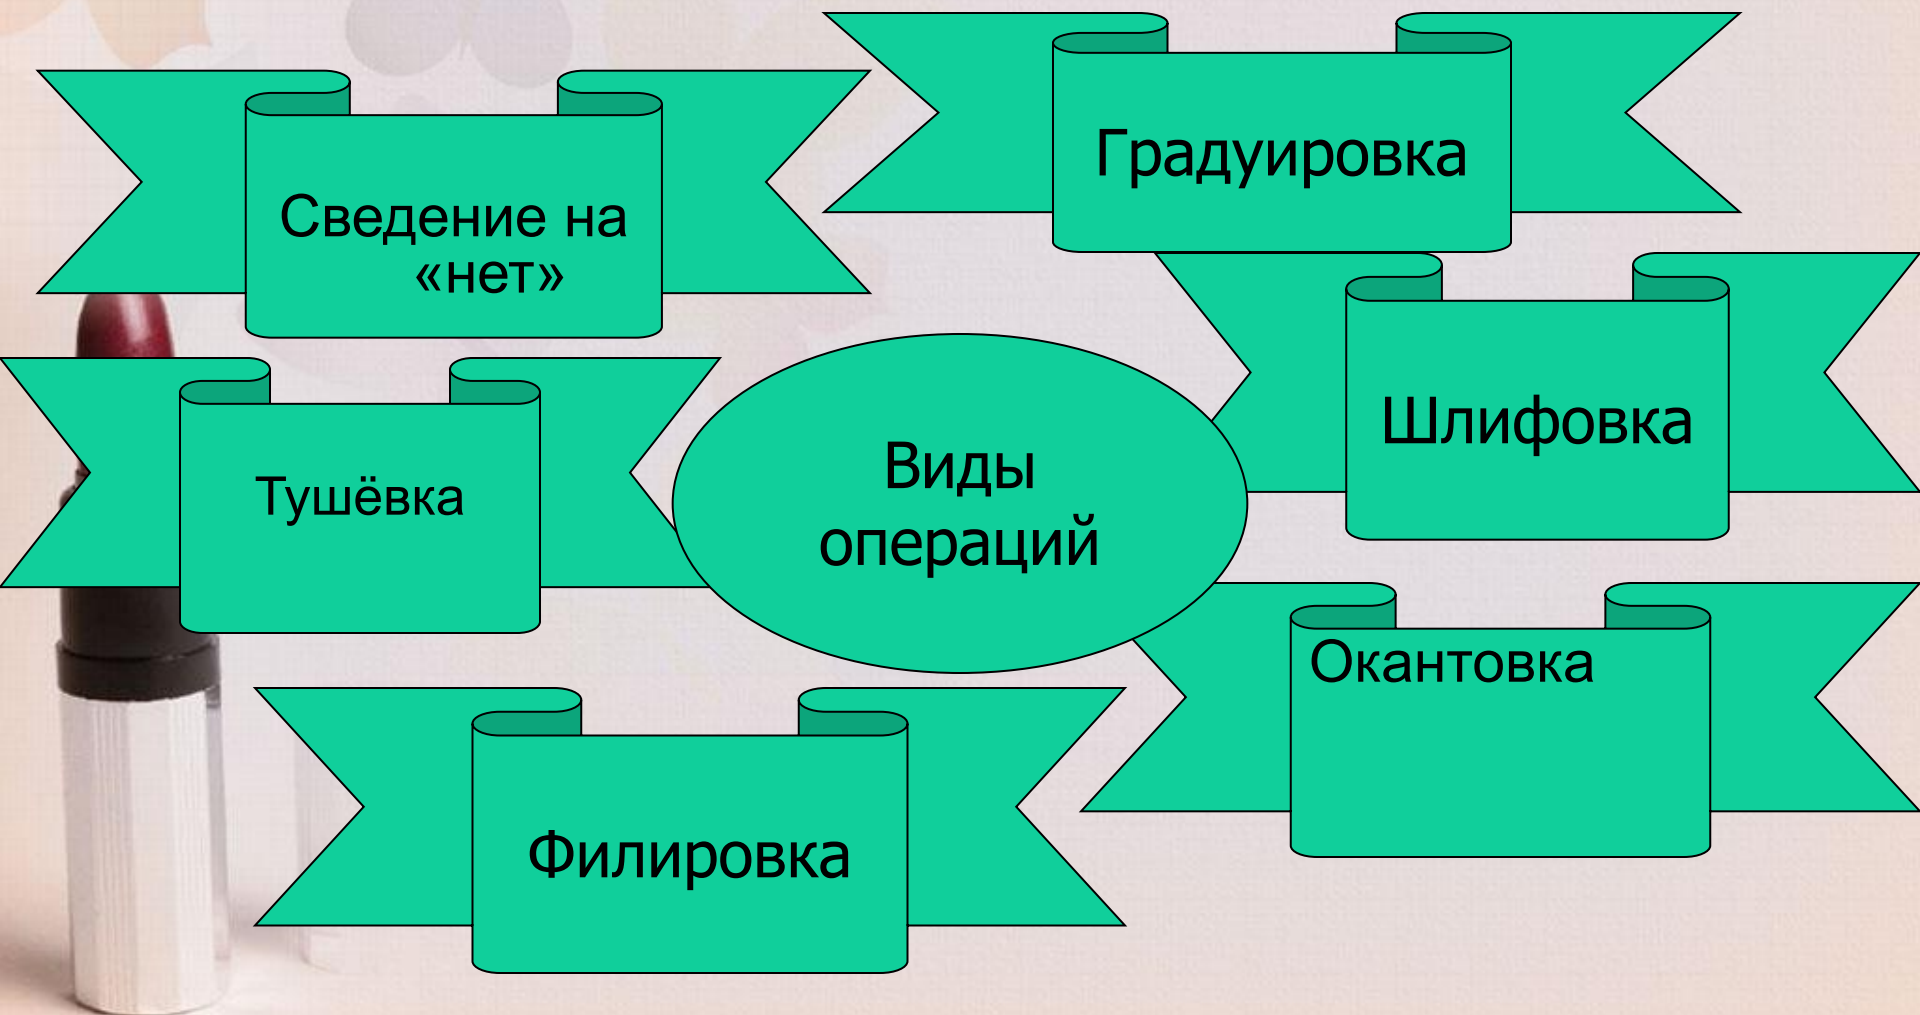 Градуировка
Сведение на
«нет»
Шлифовка
Виды
операций
Тушёвка
Окантовка
Филировка